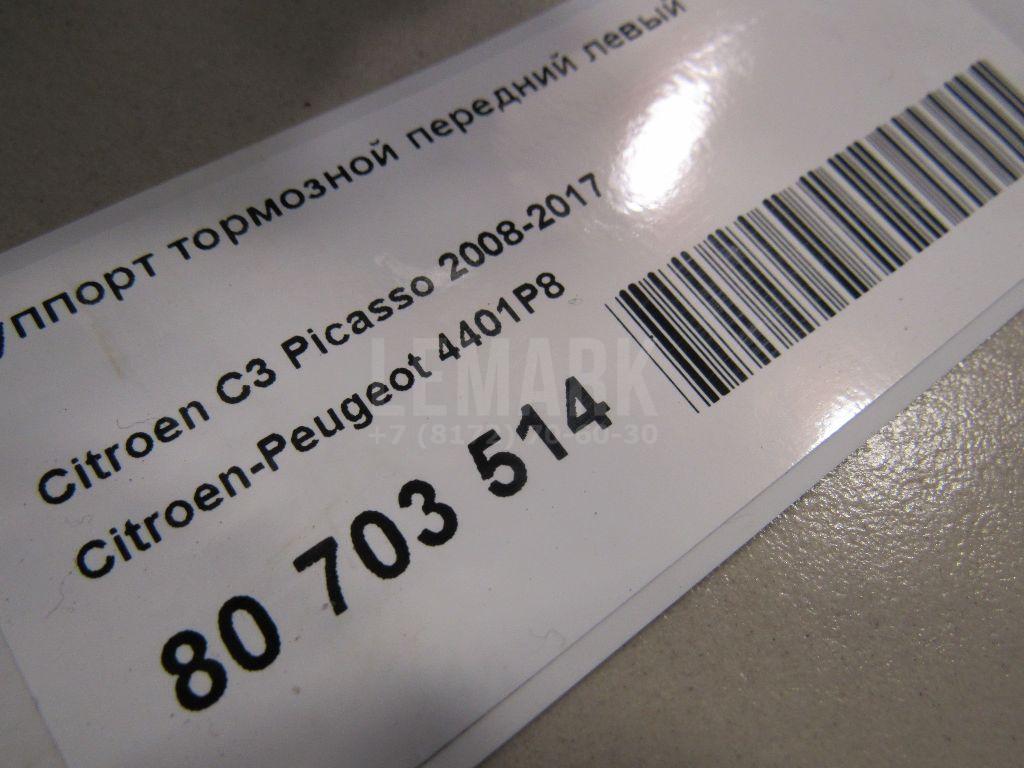 уппорт тормозной передний левый
Citroen C3 Picasso 2008-2017
Citroen-Peugeot 4401P8
80 703 514
LEMARK